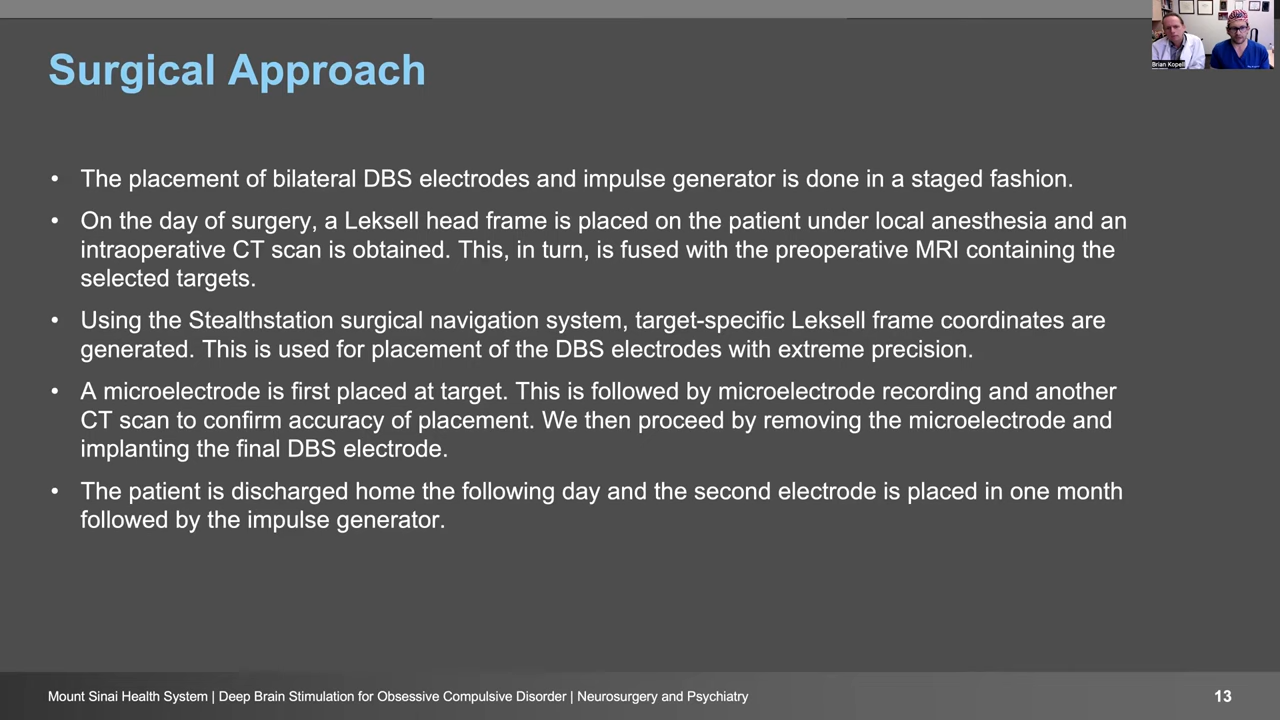 Brian Kopell
Surgical Approach
• The placement of bilateral DBS electrodes and impulse generator is done in a staged fashion.
• On the day of surgery, a Leksell head frame is placed on the patient under local anesthesia and an
intraoperative CT scan is obtained. This, in turn, is fused with the preoperative MRI containing the
selected targets.
• Using the Stealthstation surgical navigation system, target-specific Leksell frame coordinates are
generated. This is used for placement of the DBS electrodes with extreme precision.
• A microelectrode is first placed at target. This is followed by microelectrode recording and another
CT scan to confirm accuracy of placement. We then proceed by removing the microelectrode and
implanting the final DBS electrode.
• The patient is discharged home the following day and the second electrode is placed in one month
followed by the impulse generator.
Mount Sinai Health System | Deep Brain Stimulation for Obsessive Compulsive Disorder | Neurosurgery and Psychiatry
13